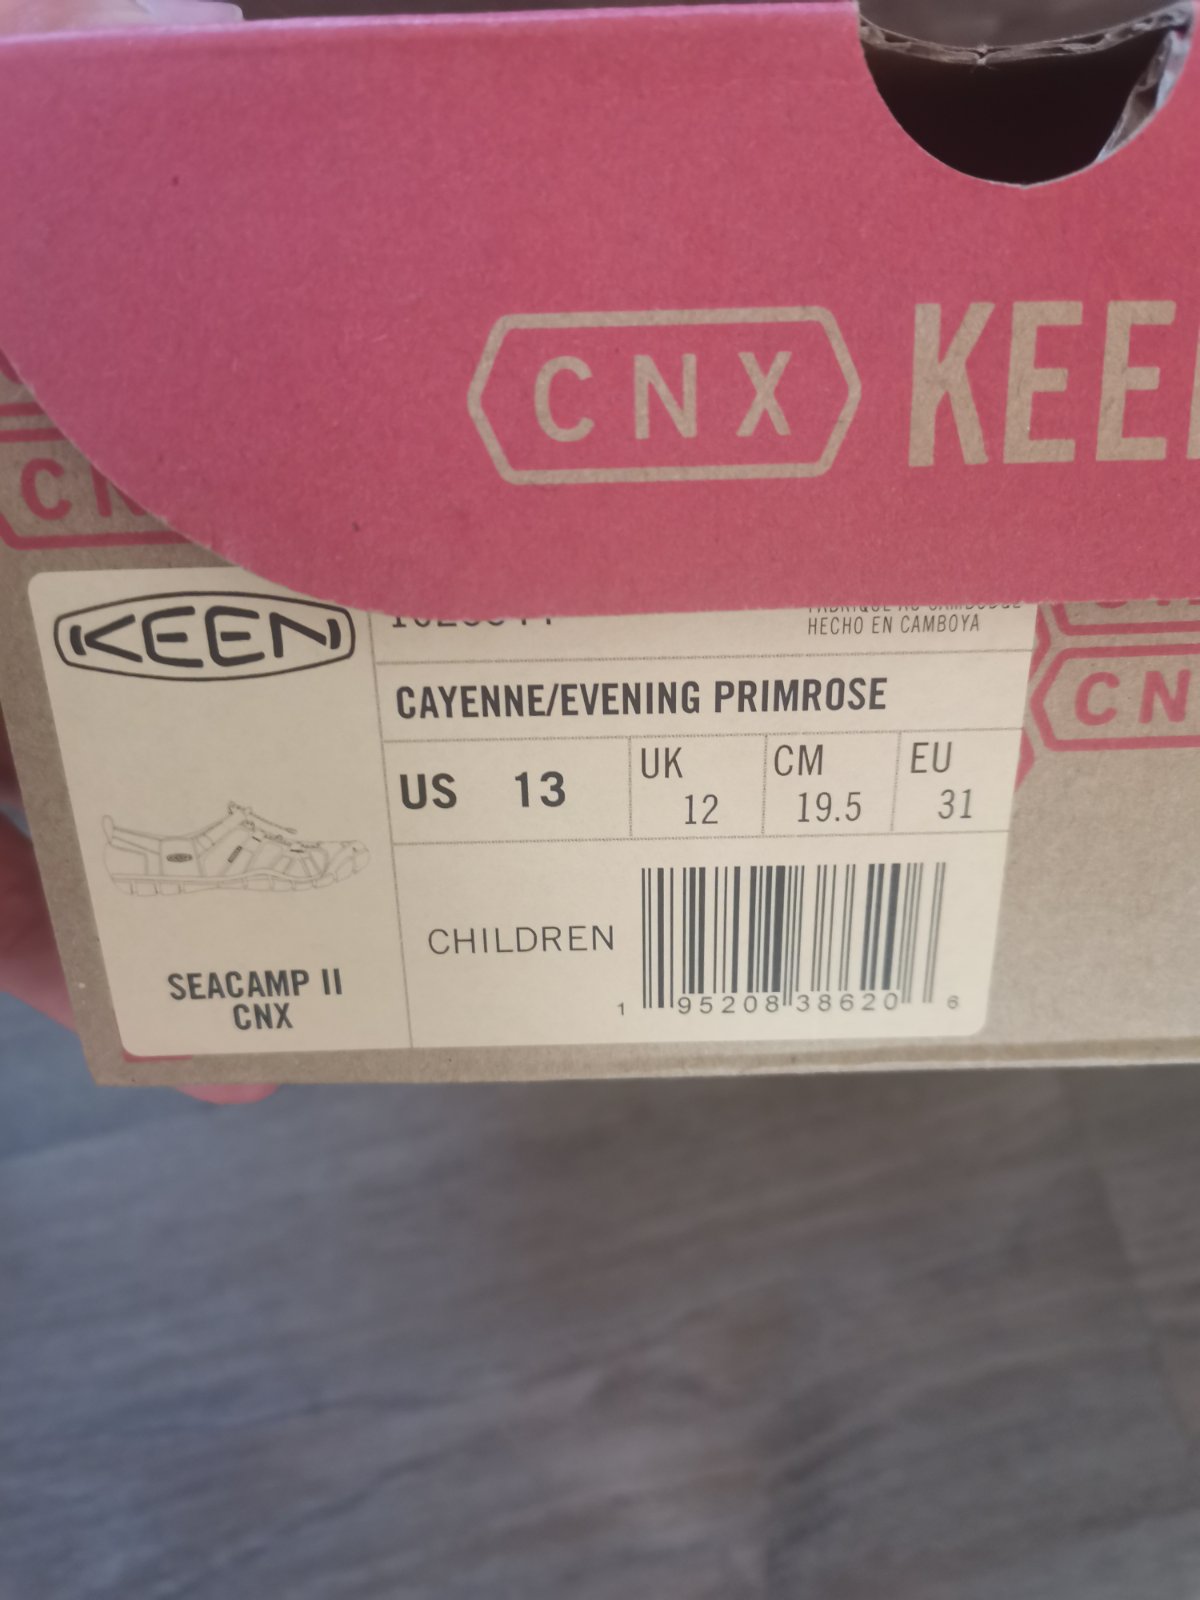 CNX KEE
CN
KEEN
HECHO EN CAMBOYA
CAYENNE/EVENING PRIMROSE
CN
US 13
UK
12
CM
19.5
EU
31
CHILDREN
SEACAMP II
CNX
1 95208 38620 6